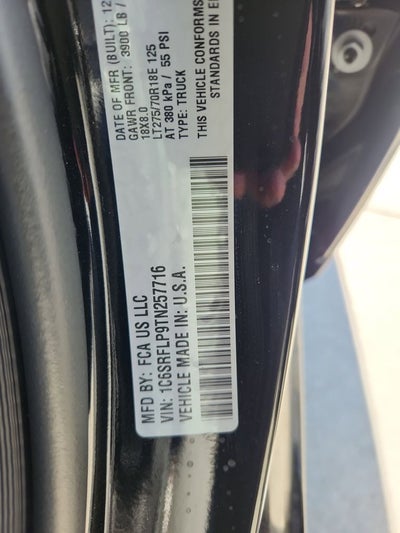 MFD BY: FCA US LLC
VIN: 1C6SRFLP9TN257716
VEHICLE MADE IN: U.S.A.
DATE OF MFR (BUILT): 12
GAWR FRONT: 3900 LB /
18X8.0
LT275/70R18E 125
AT 380 kPa / 55 PSI
TYPE: TRUCK
THIS VEHICLE CONFORMS
STANDARDS IN E